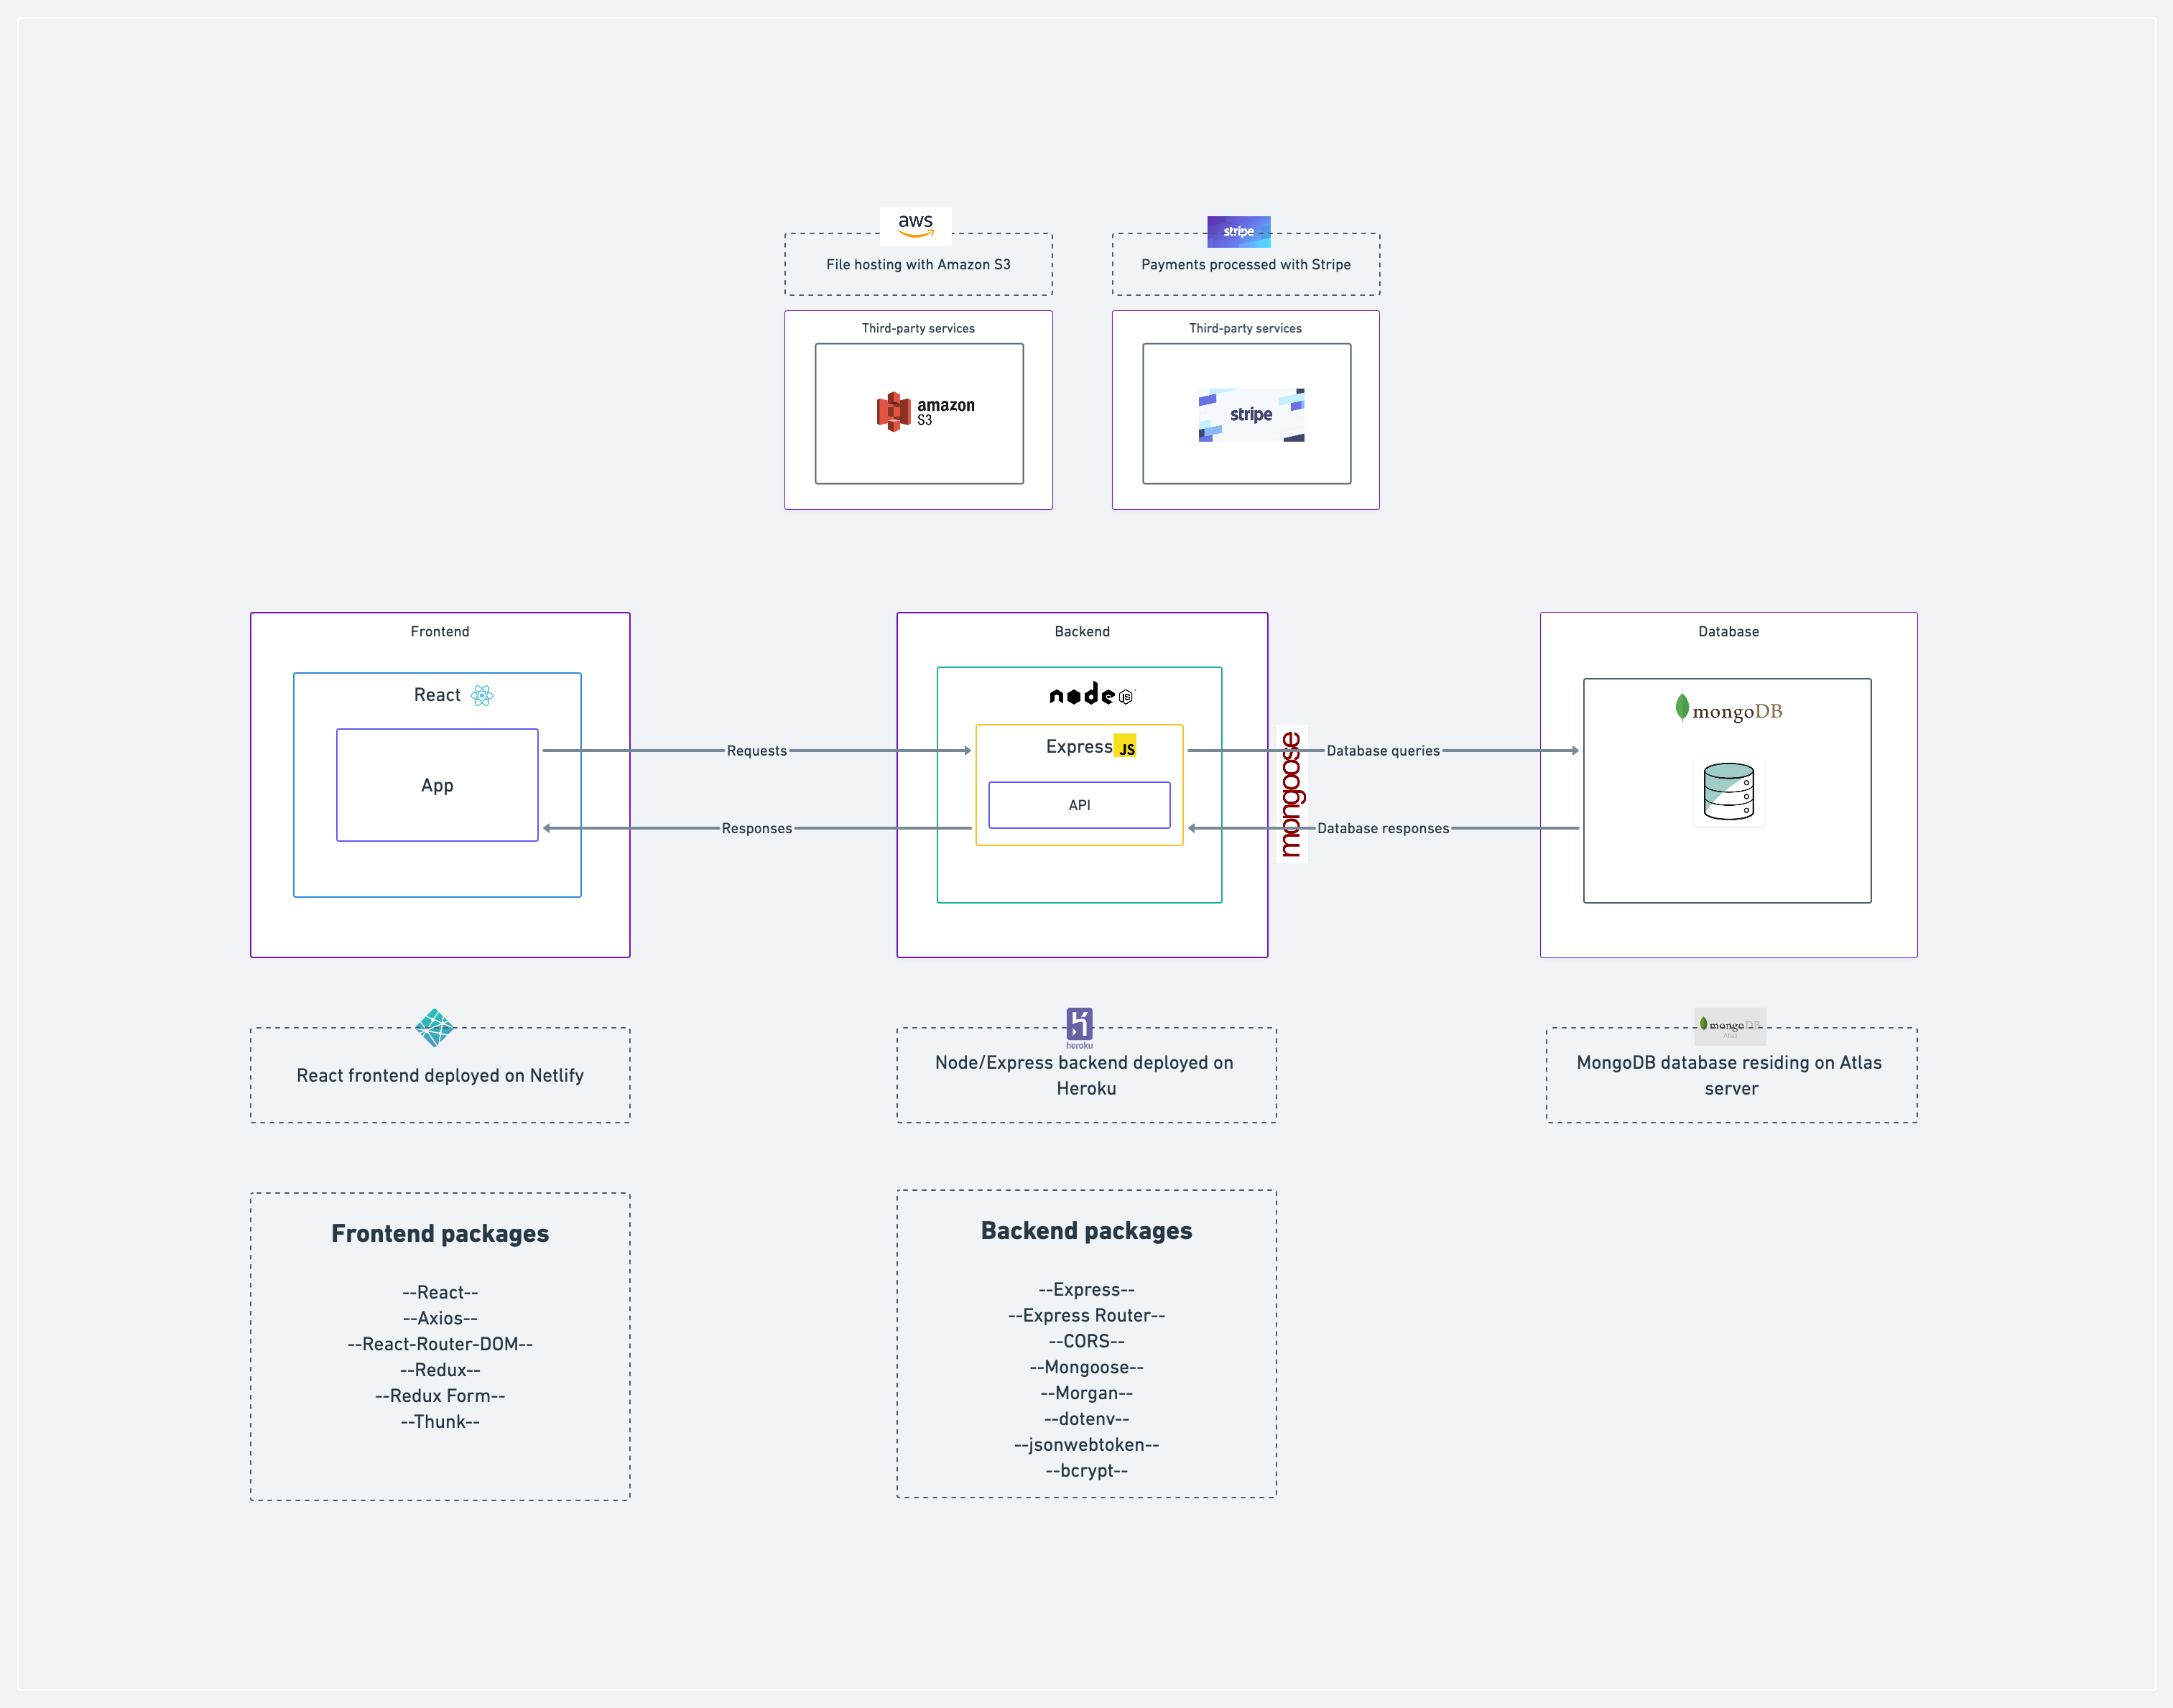 aws
File hosting with Amazon S3
stripe
Payments processed with Stripe
Third-party services
amazon
S3
Third-party services
stripe
Frontend
React
App
Requests
Responses
Backend
node
JS
Express JS
API
mongoose
Database queries
Database responses
Database
mongoDB
React frontend deployed on Netlify
heroku
Node/Express backend deployed on
Heroku
mongoDB
Atlas
MongoDB database residing on Atlas
server
Frontend packages
--React--
--Axios--
--React-Router-DOM--
--Redux--
--Redux Form--
--Thunk--
Backend packages
--Express--
--Express Router--
--CORS--
--Mongoose--
--Morgan--
--dotenv--
--jsonwebtoken--
--bcrypt--